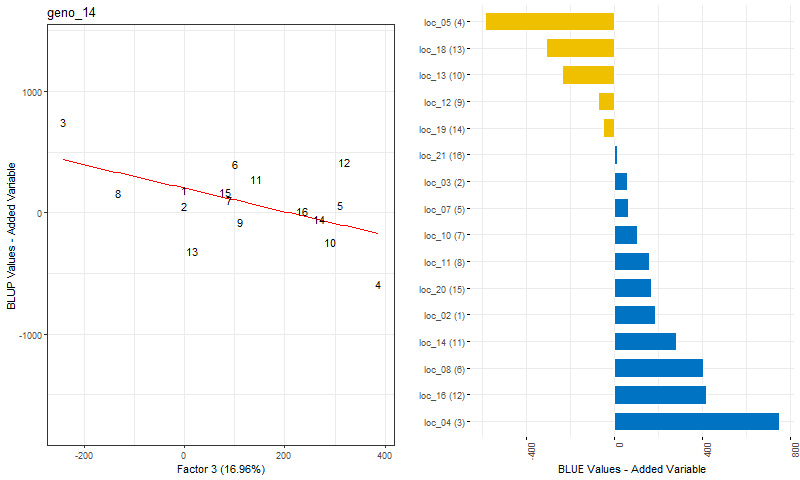 geno_14
BLUP Values - Added Variable
1000
0
-1000
3
8
1
2
6
11
15
7
9
13
12
5
16
14
10
4
-200
0
200
400
Factor 3 (16.96%)
loc_05 (4)
loc_18 (13)
loc_13 (10)
loc_12 (9)
loc_19 (14)
loc_21 (16)
loc_03 (2)
loc_07 (5)
loc_10 (7)
loc_11 (8)
loc_20 (15)
loc_02 (1)
loc_14 (11)
loc_08 (6)
loc_16 (12)
loc_04 (3)
-400
0
400
800
BLUE Values - Added Variable